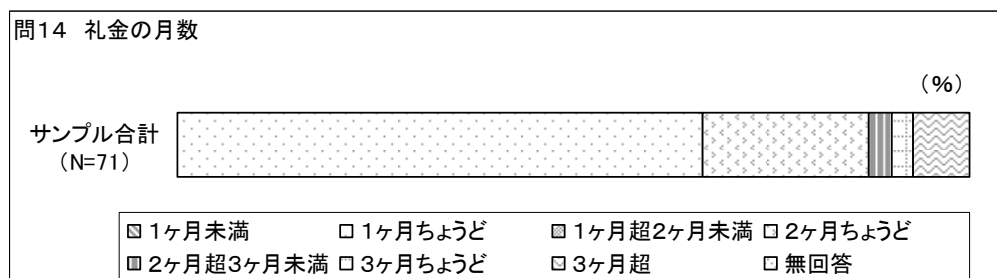 問14 礼金の月数
(%)
サンプル合計
(N=71)
1ヶ月未満 1ヶ月ちょうど 1ヶ月超2ヶ月未満 2ヶ月ちょうど
2ヶ月超3ヶ月未満 3ヶ月ちょうど 3ヶ月超 無回答